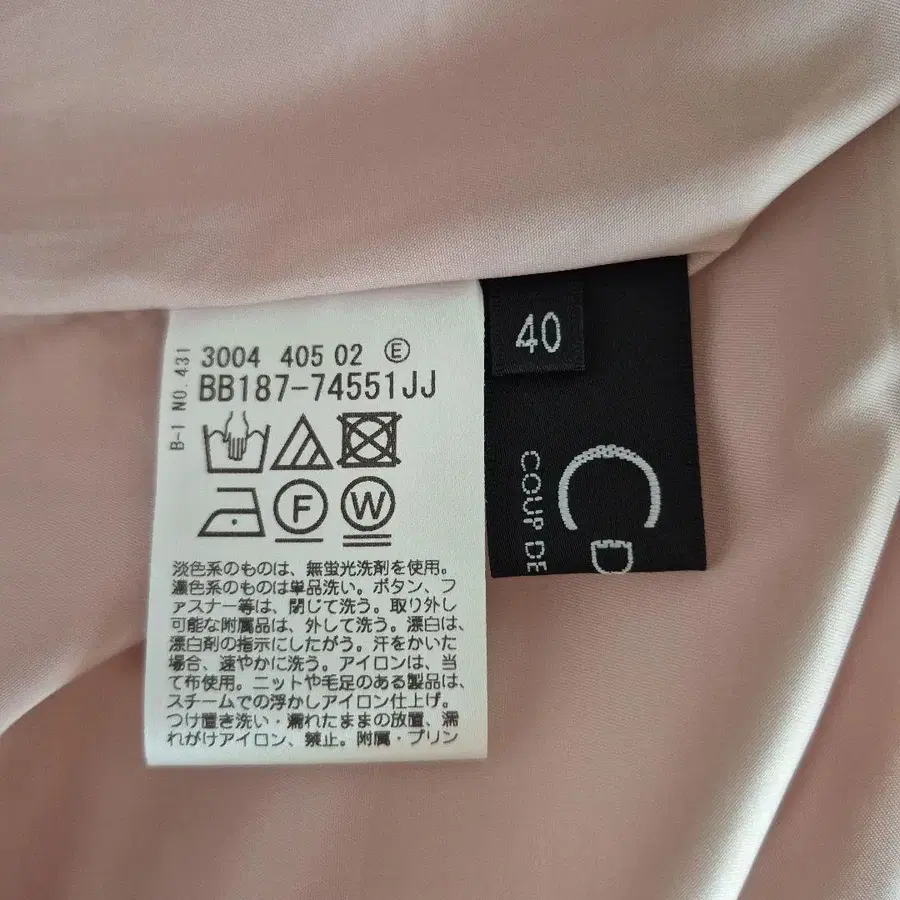 B-1 NO.431
3004 405 02 Ⓔ
BB187-74551JJ
F
W
淡色系のものは、無蛍光洗剤を使用。
濃色系のものは単品洗い。ボタン、フ
ァスナー等は、閉じて洗う。取り外し
可能な附属品は、外して洗う。漂白は、
漂白剤の指示にしたがう。汗をかいた
場合、速やかに洗う。アイロンは、当
て布使用。ニットや毛足のある製品は、
スチームでの浮かしアイロン仕上げ。
つけ置き洗い・濡れたままの放置、濡
れがけアイロン、禁止。附属・プリン
40
C D
COUP DE